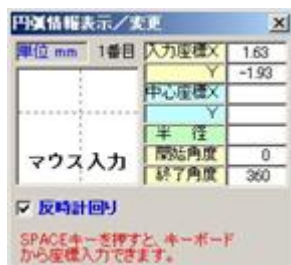 円弧情報表示／変更
単位 mm 1番目 入力座標X 1.63
Y -1.93
中心座標X
Y
半 径
開始角度 0
終了角度 360
マウス入力
反時計回り
SPACEキーを押すと、キーボード
から座標入力できます。